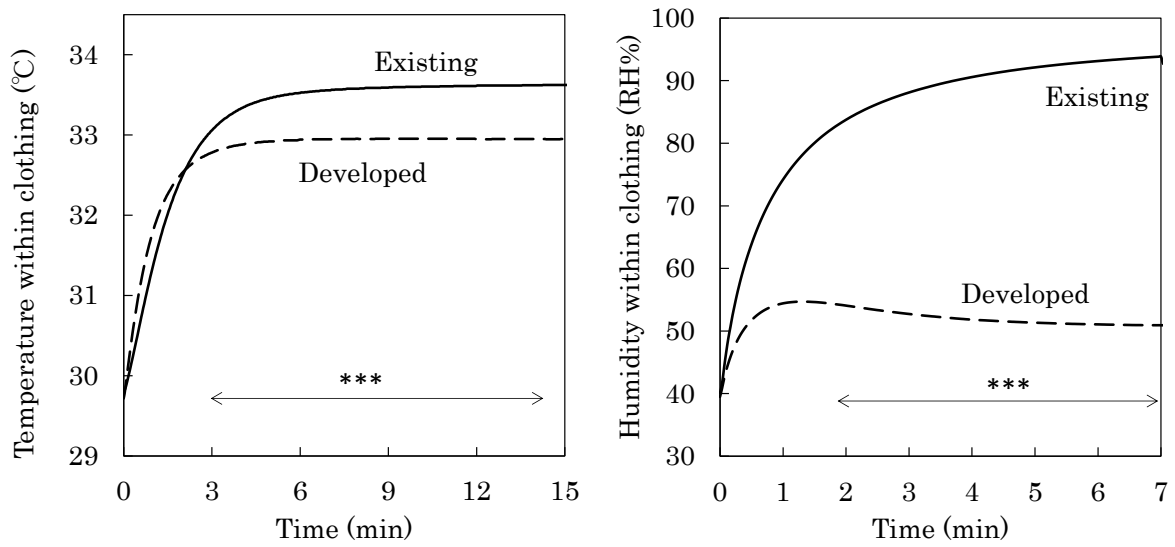 Temperature within clothing (℃)
34
33
32
31
30
29
Existing
Developed
***
0 3 6 9 12 15
Time (min)
Humidity within clothing (RH%)
100
90
80
70
60
50
40
30
Existing
Developed
***
0 1 2 3 4 5 6 7
Time (min)